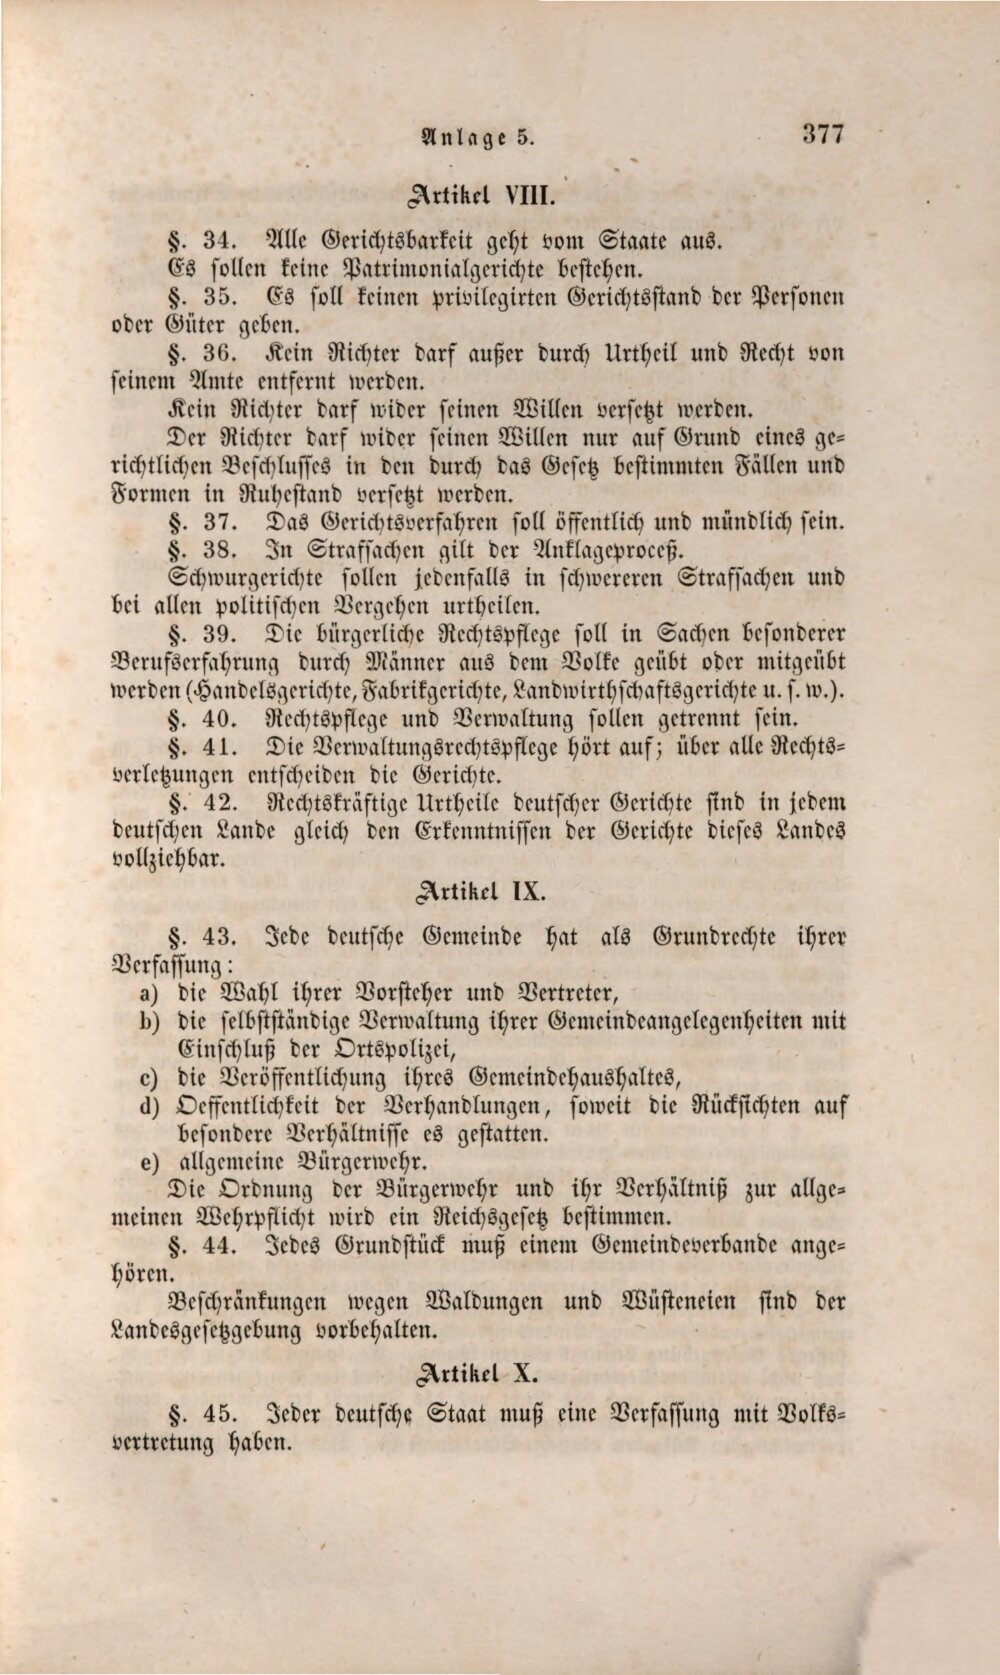 Anlage 5. 377
Artikel VIII.
§. 34. Alle Gerichtsbarkeit geht vom Staate aus.
Es sollen keine Patrimonialgerichte bestehen.
§. 35. Es soll keinen privilegirten Gerichtsstand der Personen
oder Güter geben.
§. 36. Kein Richter darf außer durch Urtheil und Recht von
seinem Amte entfernt werden.
Kein Richter darf wider seinen Willen versetzt werden.
Der Richter darf wider seinen Willen nur auf Grund eines ge-
richtlichen Beschlusses in den durch das Gesetz bestimmten Fällen und
Formen in Ruhestand versetzt werden.
§. 37. Das Gerichtsverfahren soll öffentlich und mündlich sein.
§. 38. In Strafsachen gilt der Anklageproceß.
Schwurgerichte sollen jedenfalls in schwereren Strafsachen und
bei allen politischen Vergehen urtheilen.
§. 39. Die bürgerliche Rechtspflege soll in Sachen besonderer
Berufserfahrung durch Männer aus dem Volke geübt oder mitgeübt
werden (Handelsgerichte, Fabrikgerichte, Landwirthschaftsgerichte u. s. w.).
§. 40. Rechtspflege und Verwaltung sollen getrennt sein.
§. 41. Die Verwaltungsrechtspflege hört auf; über alle Rechts-
verletzungen entscheiden die Gerichte.
§. 42. Rechtskräftige Urtheile deutscher Gerichte sind in jedem
deutschen Lande gleich den Erkenntnissen der Gerichte dieses Landes
vollziehbar.
Artikel IX.
§. 43. Jede deutsche Gemeinde hat als Grundrechte ihrer
Verfassung:
a) die Wahl ihrer Vorsteher und Vertreter,
b) die selbstständige Verwaltung ihrer Gemeindeangelegenheiten mit
Einschluß der Ortspolizei,
c) die Veröffentlichung ihres Gemeindehaushaltes,
d) Oeffentlichkeit der Verhandlungen, soweit die Rücksichten auf
besondere Verhältnisse es gestatten.
e) allgemeine Bürgerwehr.
Die Ordnung der Bürgerwehr und ihr Verhältniß zur allge-
meinen Wehrpflicht wird ein Reichsgesetz bestimmen.
§. 44. Jedes Grundstück muß einem Gemeindeverbande ange-
hören.
Beschränkungen wegen Waldungen und Wüsteneien sind der
Landesgesetzgebung vorbehalten.
Artikel X.
§. 45. Jeder deutsche Staat muß eine Verfassung mit Volks-
vertretung haben.